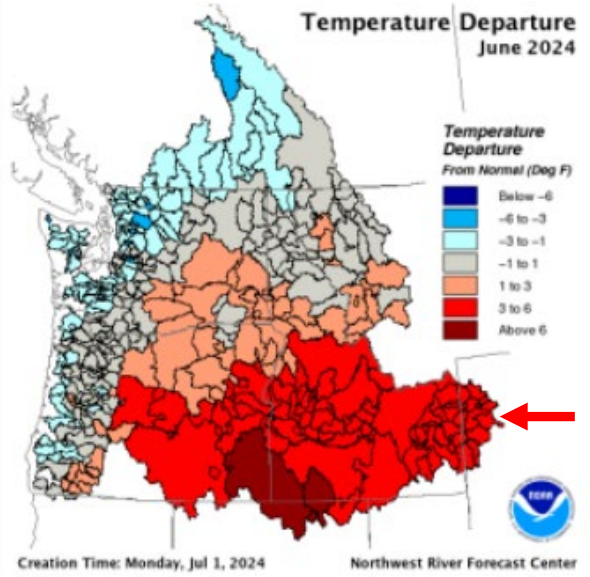 Temperature Departure
June 2024
Temperature
Departure
From Normal (Deg F)
Below -6
-6 to -3
-3 to -1
-1 to 1
1 to 3
3 to 6
Above 6
NOAA
Creation Time: Monday, Jul 1, 2024
Northwest River Forecast Center